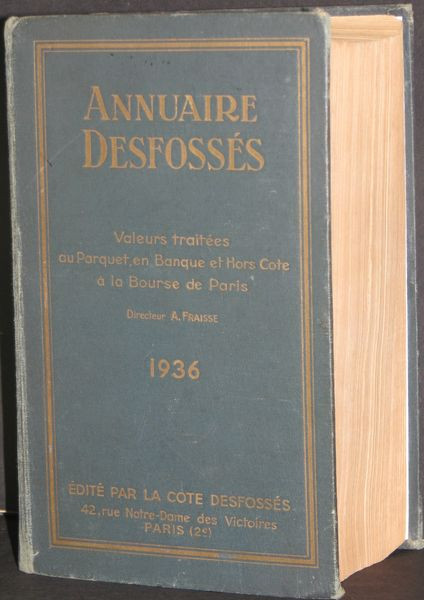 ANNUAIRE
DESFOSSÉS
Valeurs traitées
au Parquet, en Banque et Hors Cote
à la Bourse de Paris
Directeur A. FRAISSE
1936
ÉDITÉ PAR LA COTE DESFOSSÉS
42, rue Notre-Dame des Victoires
PARIS (2e)